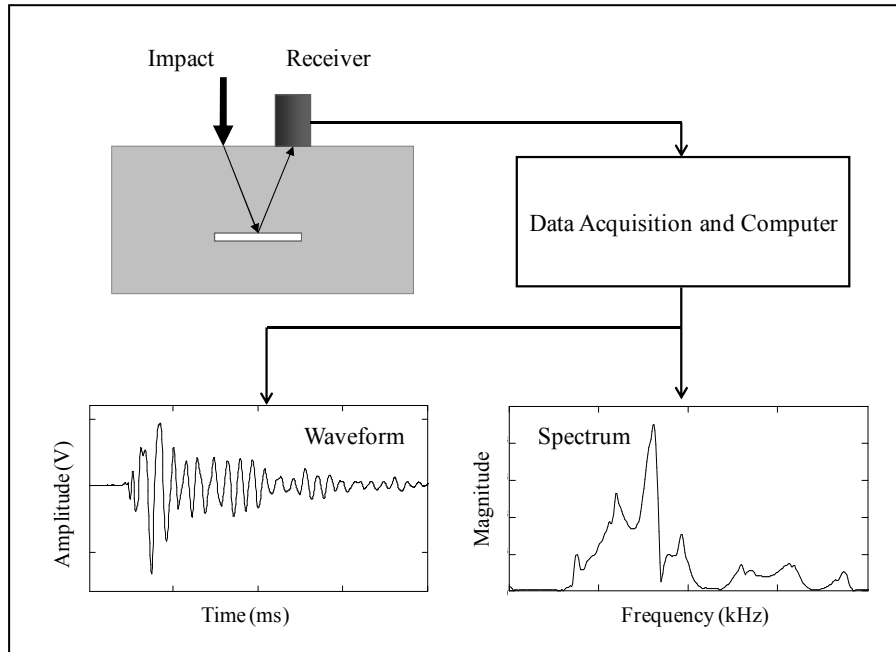 Impact
Receiver
Data Acquisition and Computer
Waveform
Amplitude (V)
Time (ms)
Spectrum
Magnitude
Frequency (kHz)